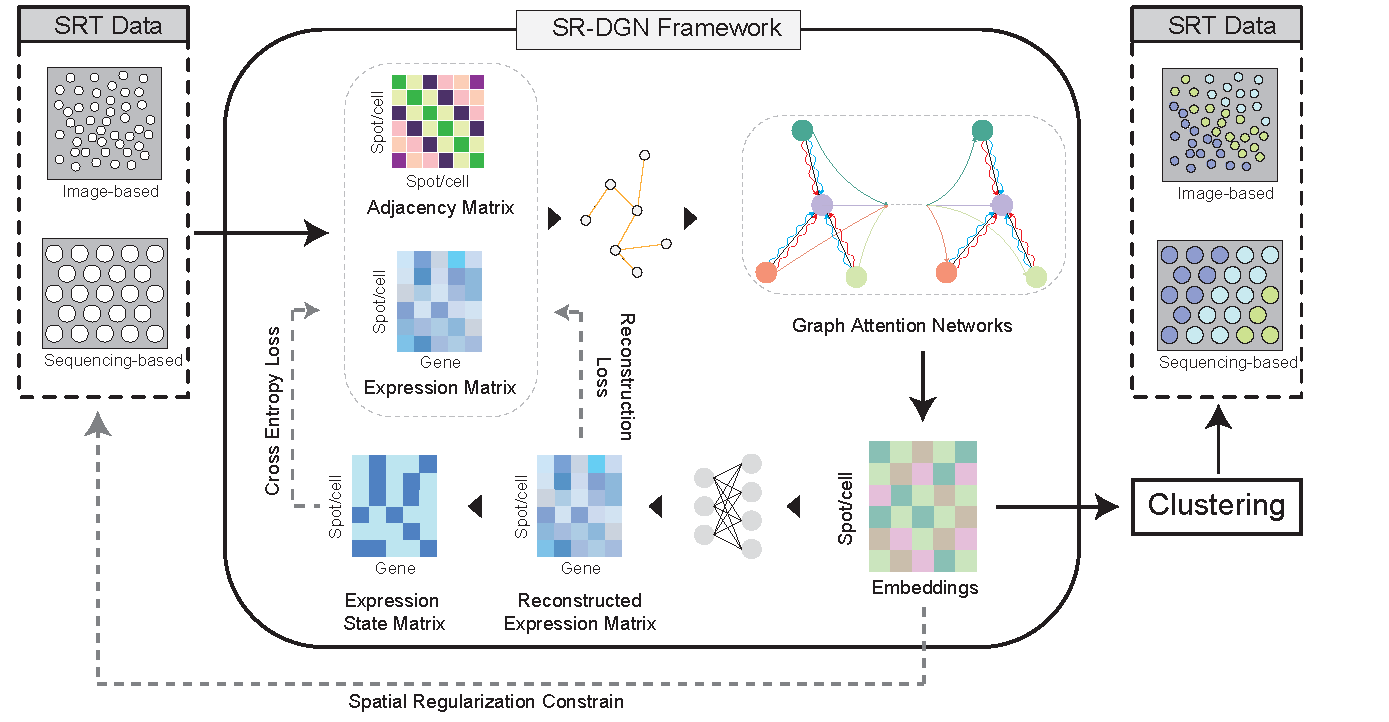 SRT Data
Image-based
Sequencing-based
SR-DGN Framework
Spot/cell
Spot/cell
Adjacency Matrix
Spot/cell
Gene
Expression Matrix
Cross Entropy Loss
Reconstruction
Loss
Graph Attention Networks
Spot/cell
Gene
Expression
State Matrix
Spot/cell
Gene
Reconstructed
Expression Matrix
Spot/cell
Embeddings
Spatial Regularization Constrain
SRT Data
Image-based
Sequencing-based
Clustering